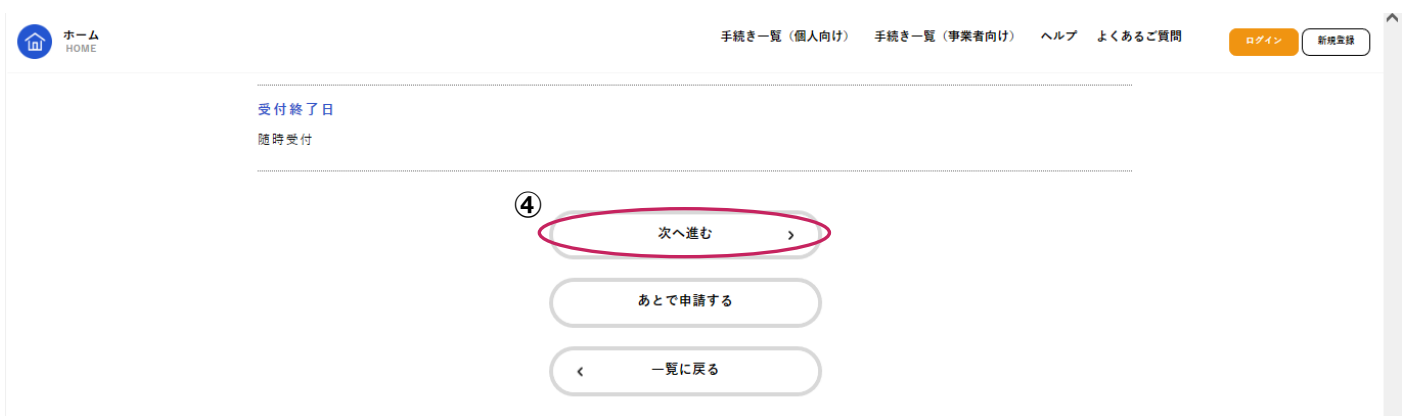 ホーム
HOME
手続き一覧（個人向け） 手続き一覧（事業者向け） ヘルプ よくあるご質問 ログイン 新規登録
受付終了日
随時受付
④
次へ進む
あとで申請する
一覧に戻る